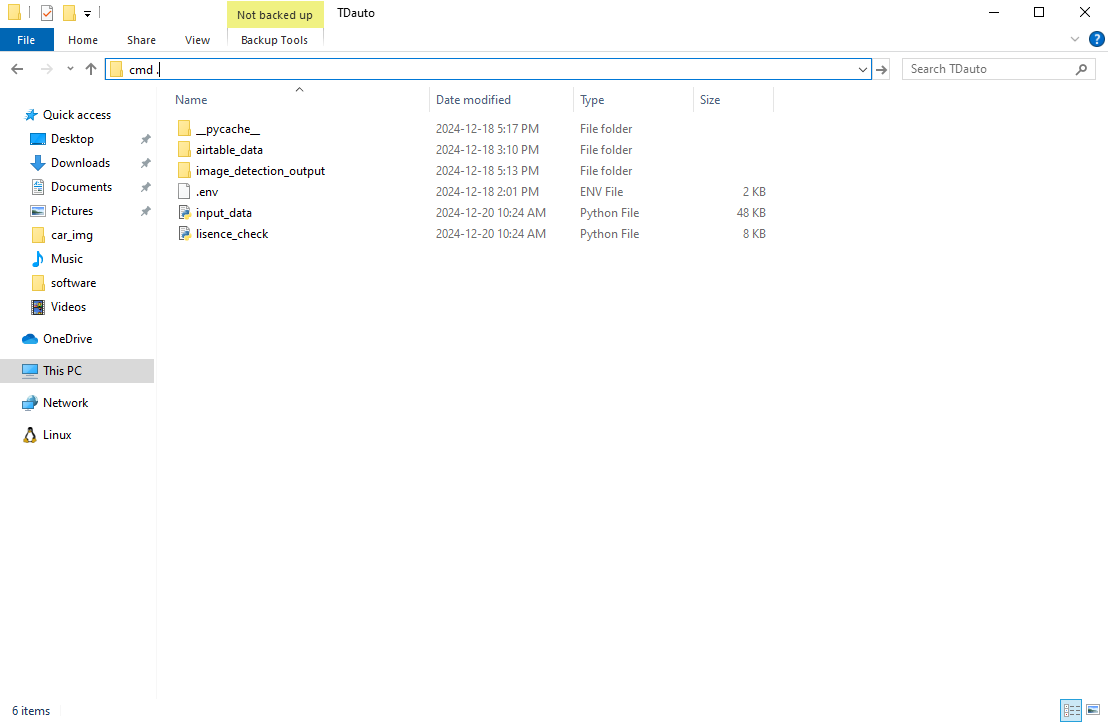 Not backed up TDauto
File Home Share View Backup Tools
cmd . Search TDauto
Name Date modified Type Size
Quick access
Desktop
Downloads
Documents
Pictures
car_img
Music
software
Videos
OneDrive
This PC
Network
Linux
__pycache__ 2024-12-18 5:17 PM File folder
airtable_data 2024-12-18 3:10 PM File folder
image_detection_output 2024-12-18 5:13 PM File folder
.env 2024-12-18 2:01 PM ENV File 2 KB
input_data 2024-12-20 10:24 AM Python File 48 KB
lisence_check 2024-12-20 10:24 AM Python File 8 KB
6 items